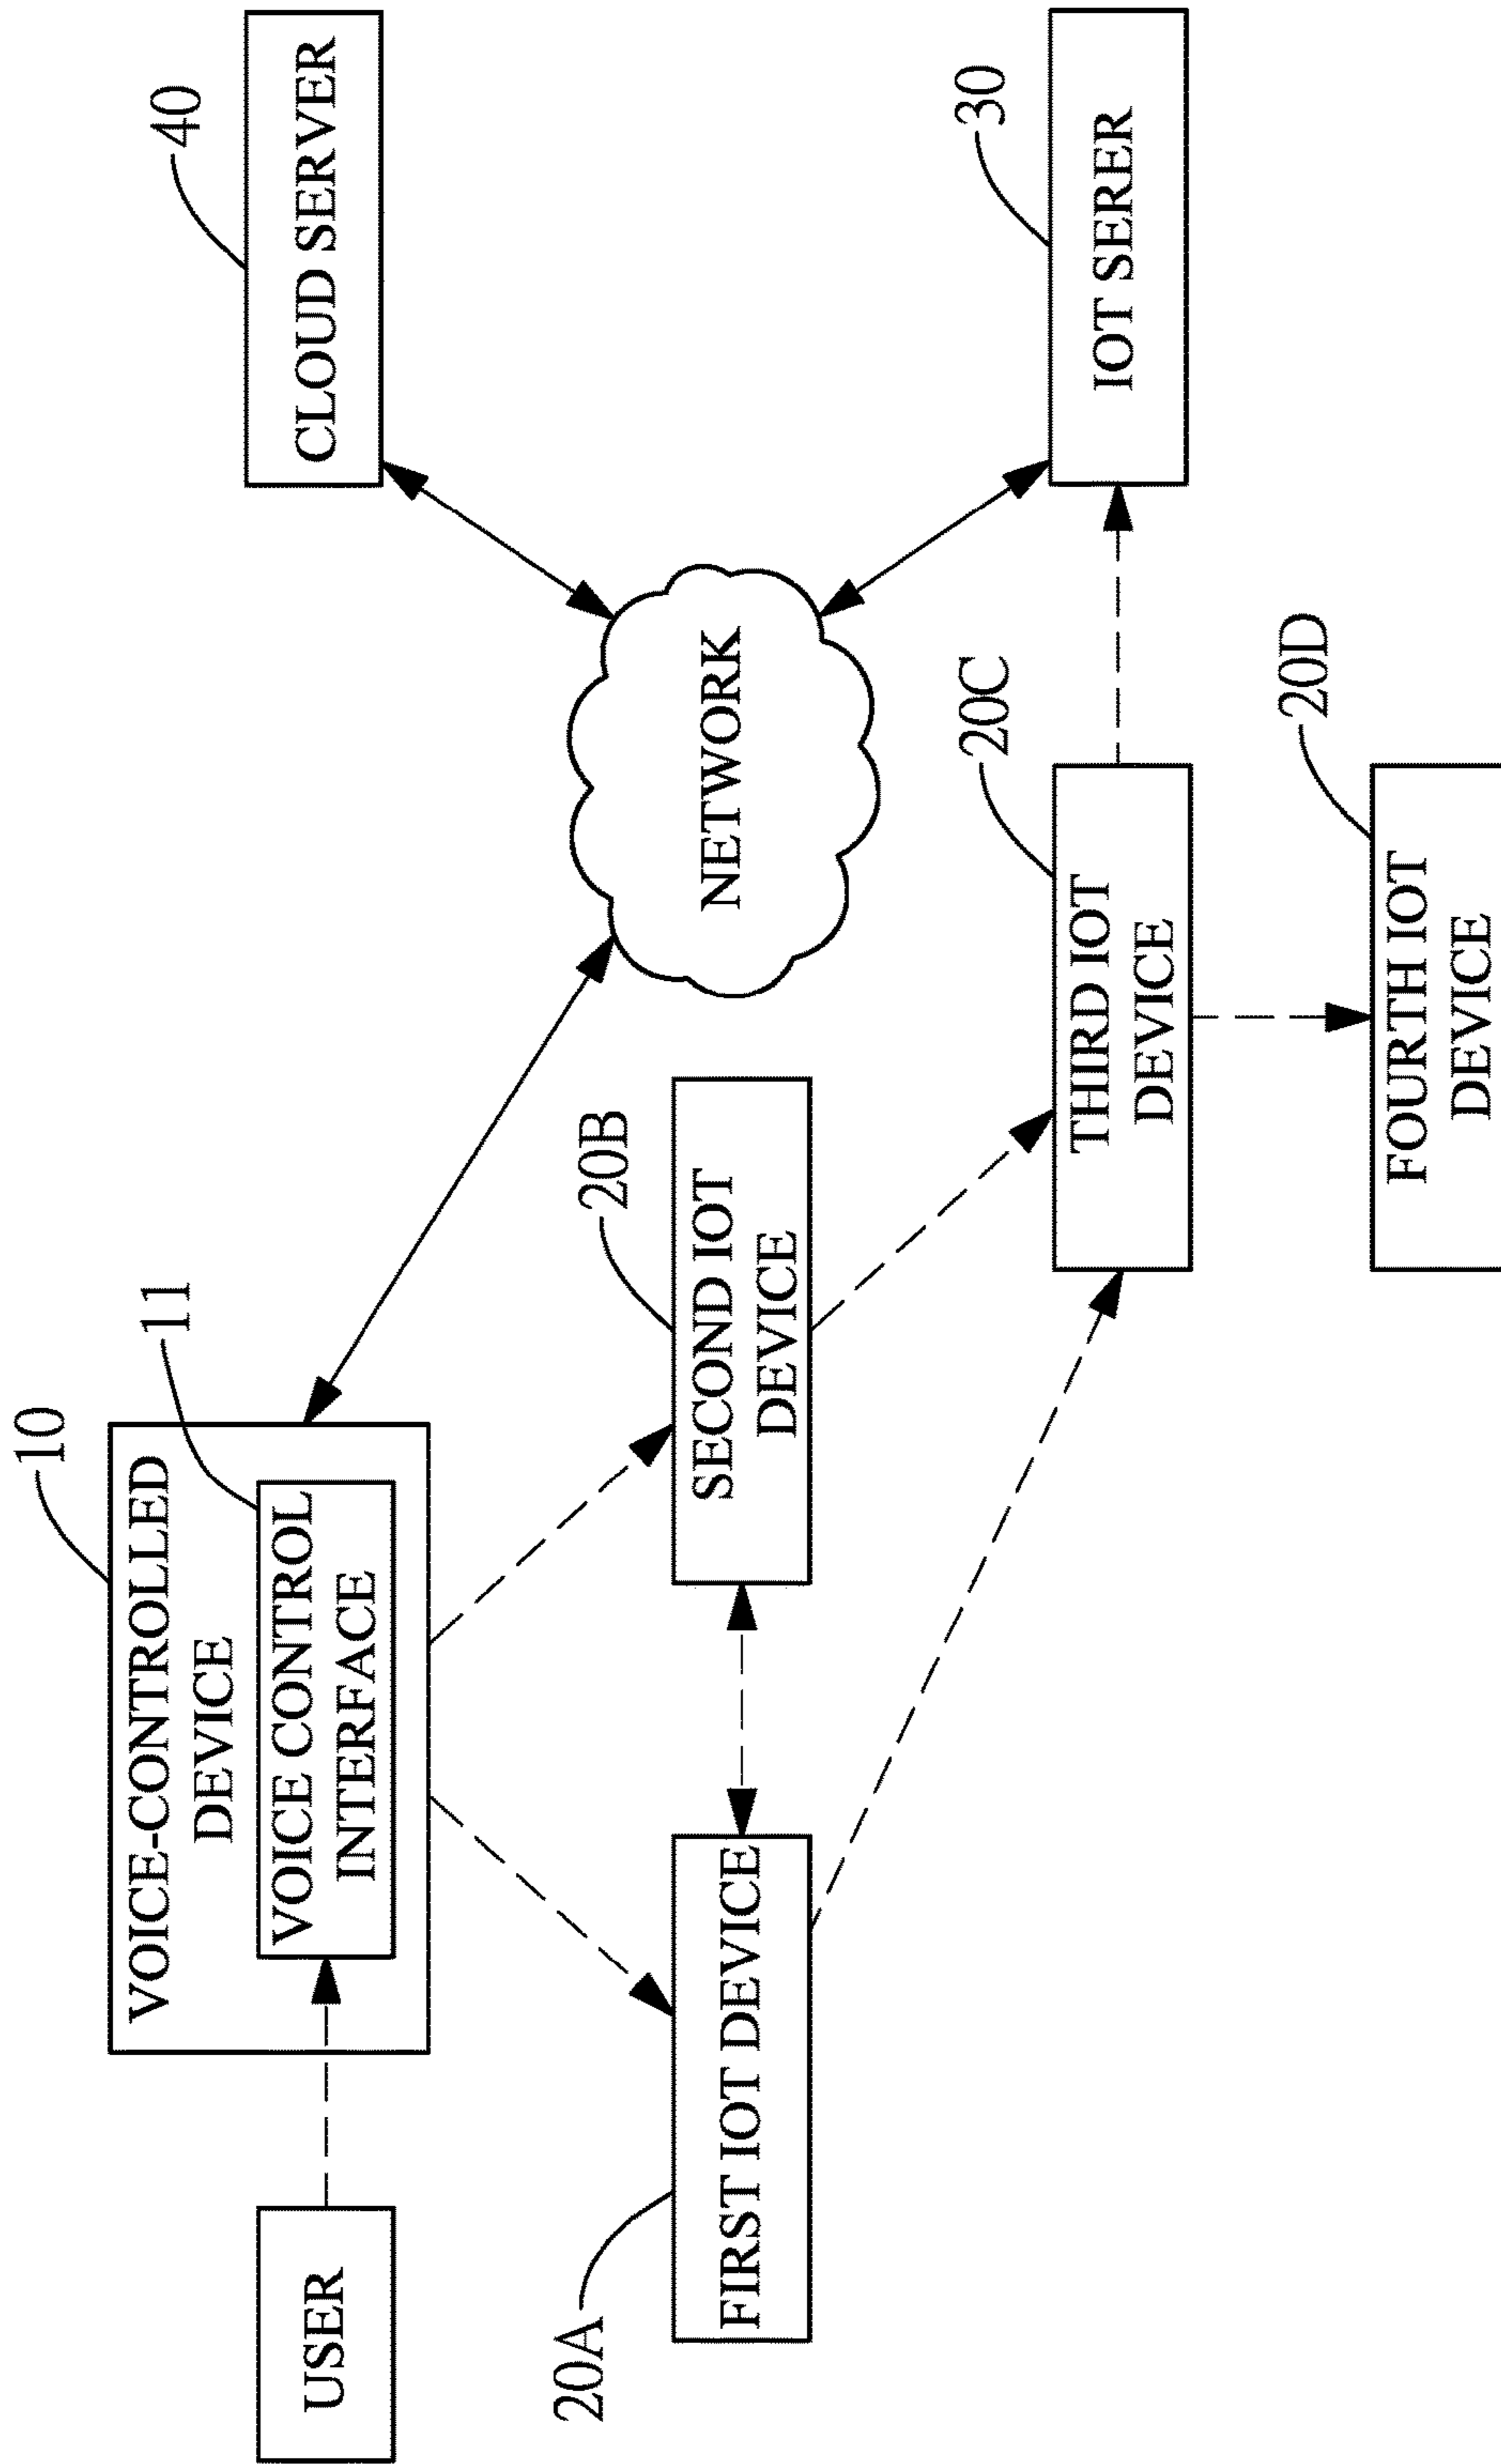 10
VOICE-CONTROLLED
DEVICE
11
VOICE CONTROL
INTERFACE
USER
40
CLOUD SERVER
NETWORK
20A
FIRST IOT DEVICE
20B
SECOND IOT
DEVICE
20C
THIRD IOT
DEVICE
30
IOT SERER
20D
FOURTH IOT
DEVICE